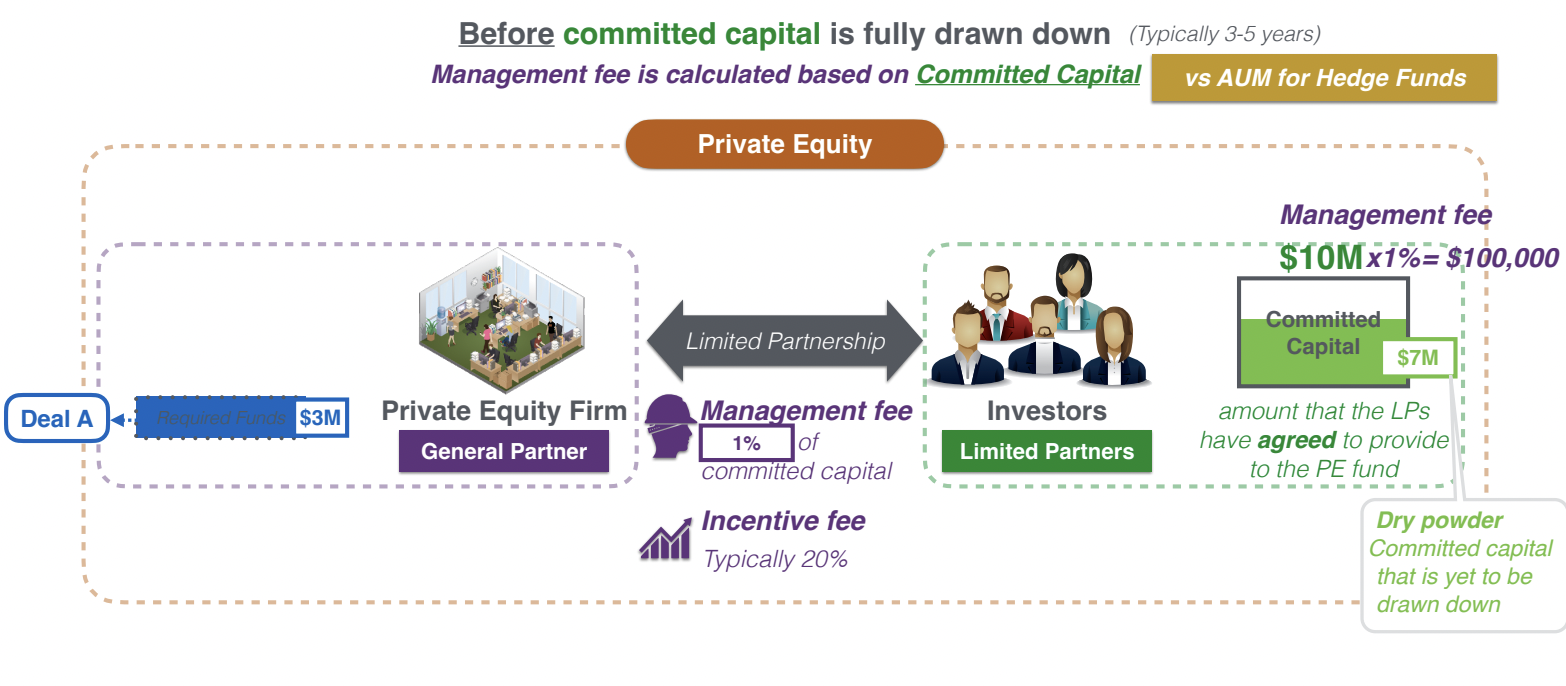 Before committed capital is fully drawn down (Typically 3-5 years)
Management fee is calculated based on Committed Capital
vs AUM for Hedge Funds
Private Equity
Management fee
$10M x1%= $100,000
Limited Partnership
Committed
Capital
$7M
Deal A
Required Funds
$3M
Private Equity Firm
General Partner
Management fee
1% of
committed capital
Incentive fee
Typically 20%
Investors
Limited Partners
amount that the LPs
have agreed to provide
to the PE fund
Dry powder
Committed capital
that is yet to be
drawn down